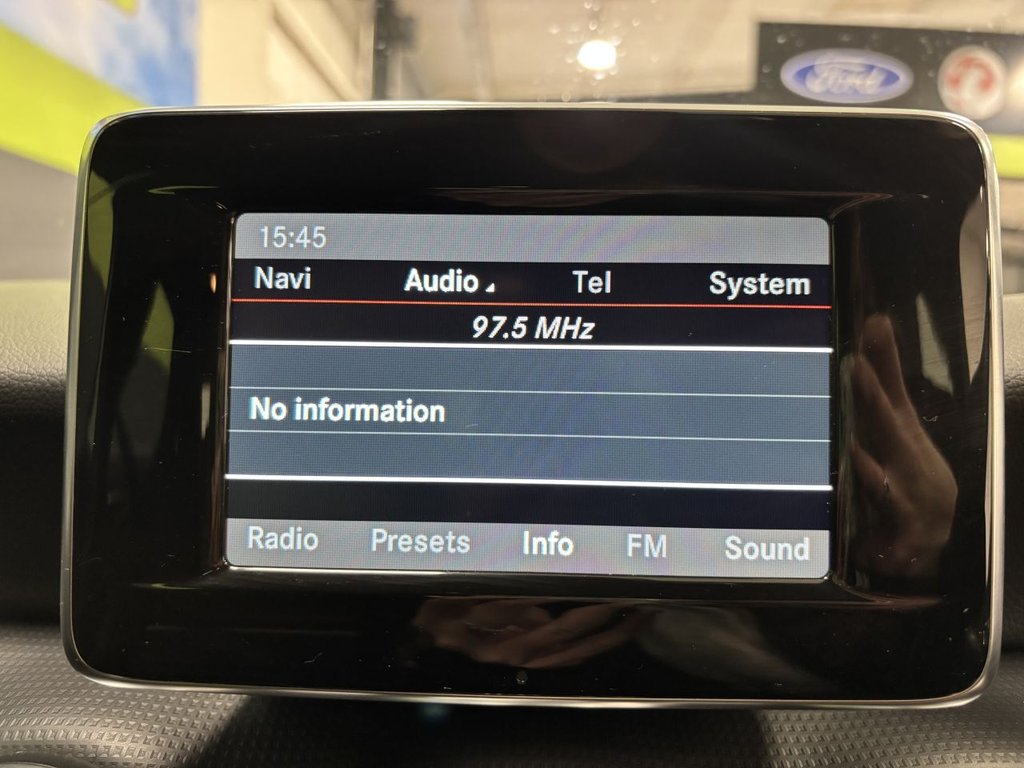 Ford
15:45
Navi Audio Tel System
97.5 MHz
No information
Radio Presets Info FM Sound